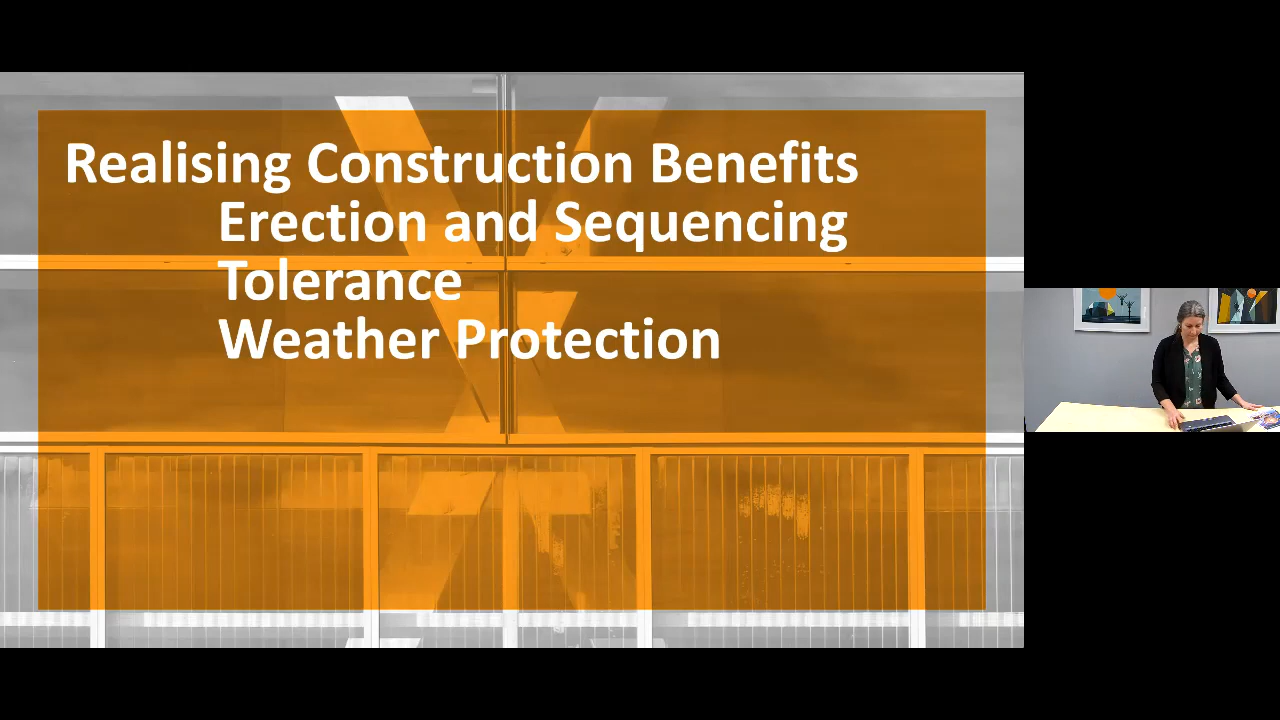 Realising Construction Benefits
Erection and Sequencing
Tolerance
Weather Protection